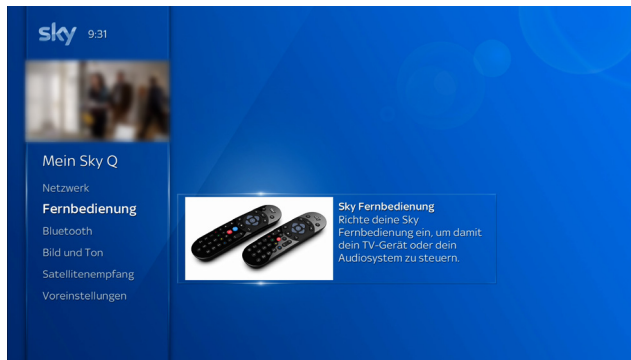 sky 9:31
Mein Sky Q
Netzwerk
Fernbedienung
Bluetooth
Bild und Ton
Satellitenempfang
Voreinstellungen
Sky Fernbedienung
Richte deine Sky
Fernbedienung ein, um damit
dein TV-Gerät oder dein
Audiosystem zu steuern.